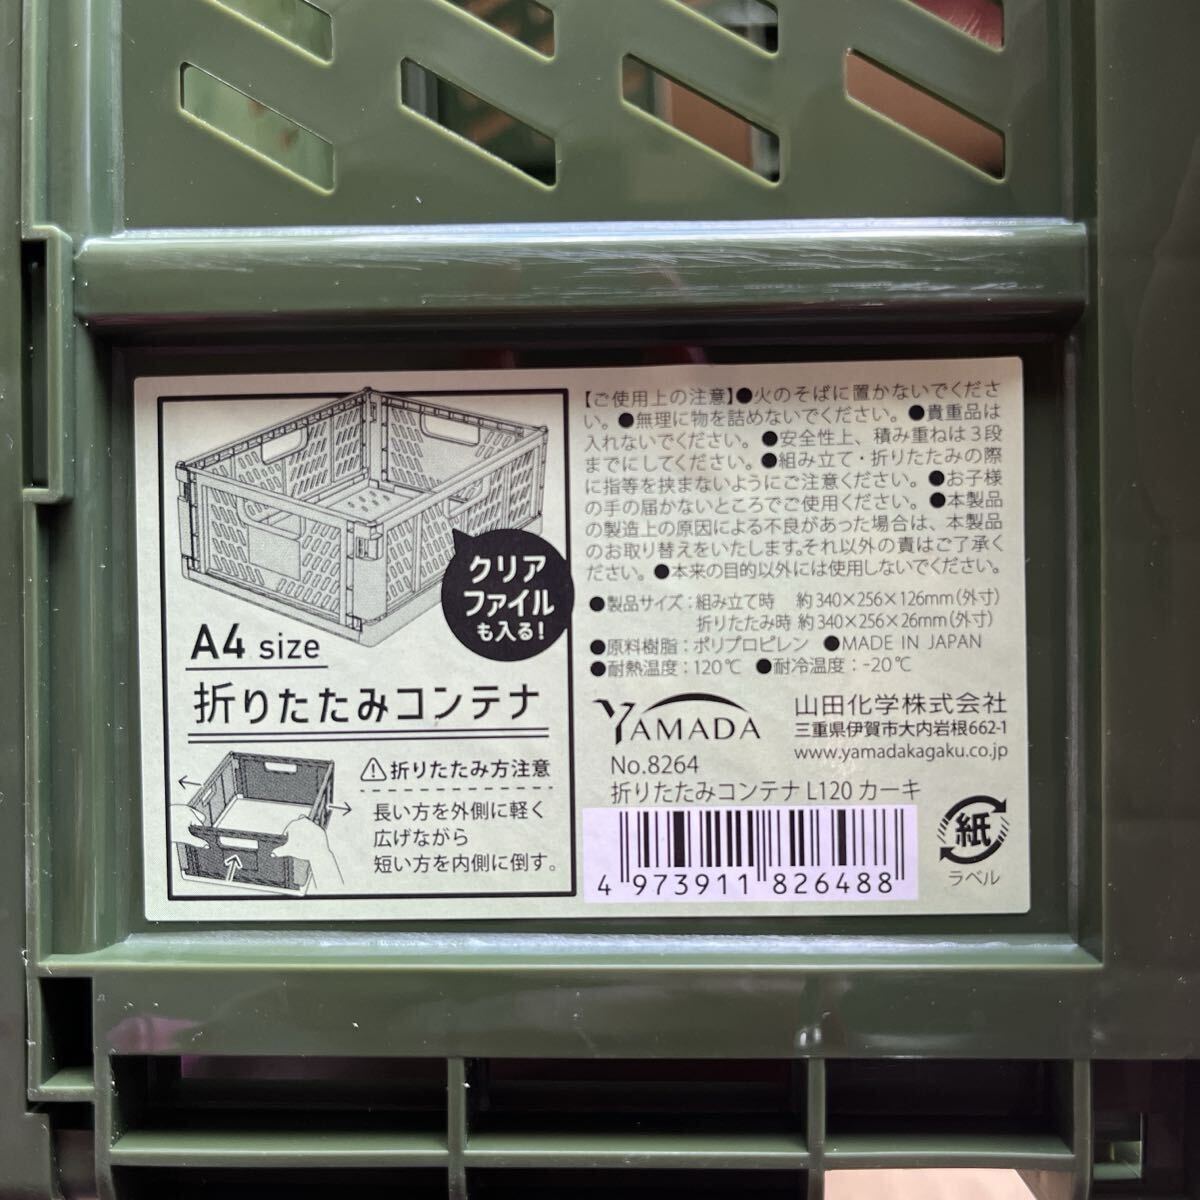 クリア
ファイル
も入る!
A4 size
折りたたみコンテナ
⚠折りたたみ方注意
長い方を外側に軽く
広げながら
短い方を内側に倒す。
【ご使用上の注意】●火のそばに置かないでくださ
い。●無理に物を詰めないでください。●貴重品は
入れないでください。●安全性上、積み重ねは3段
までにしてください。●組み立て・折りたたみの際
に指等を挟まないようにご注意ください。●お子様
の手の届かないところでご使用ください。●本製品
の製造上の原因による不良があった場合は、本製品
のお取り替えをいたします。それ以外の責はご了承く
ださい。●本来の目的以外には使用しないでください。
●製品サイズ：組み立て時　約340×256×126mm（外寸）
折りたたみ時 約340×256×26mm（外寸）
●原料樹脂：ポリプロピレン　●MADE IN JAPAN
●耐熱温度：120℃　●耐冷温度：-20℃
YAMADA
山田化学株式会社
三重県伊賀市大内岩根662-1
www.yamadakagaku.co.jp
No.8264
折りたたみコンテナ L120 カーキ
4 973911 826488
紙
ラベル